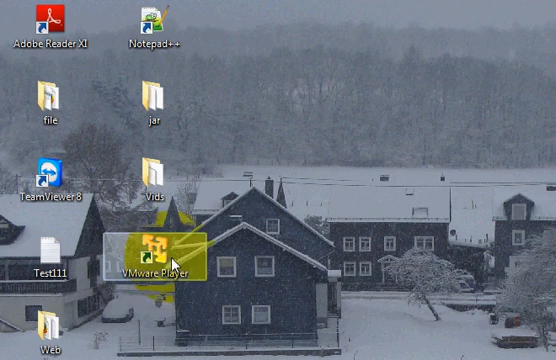 Adobe Reader XI
Notepad++
file
jar
TeamViewer 8
Vids
Test111
VMware Player
Web